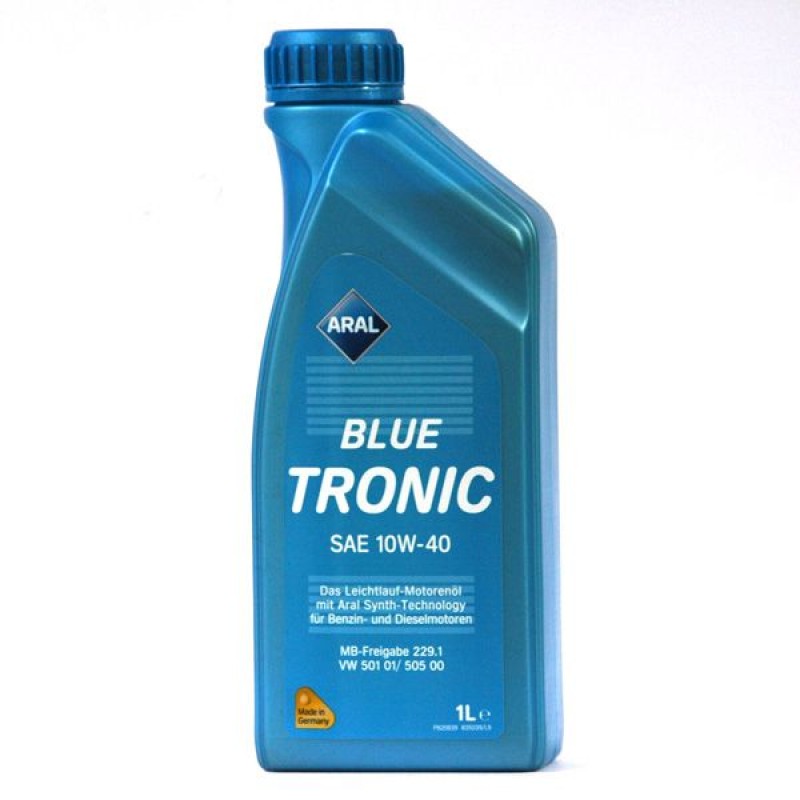 ARAL
BLUE
TRONIC
SAE 10W-40
Das Leichtlauf-Motorenöl
mit Aral Synth-Technology
für Benzin- und Dieselmotoren
MB-Freigabe 229.1
VW 501 01/ 505 00
Made in
Germany
1L e